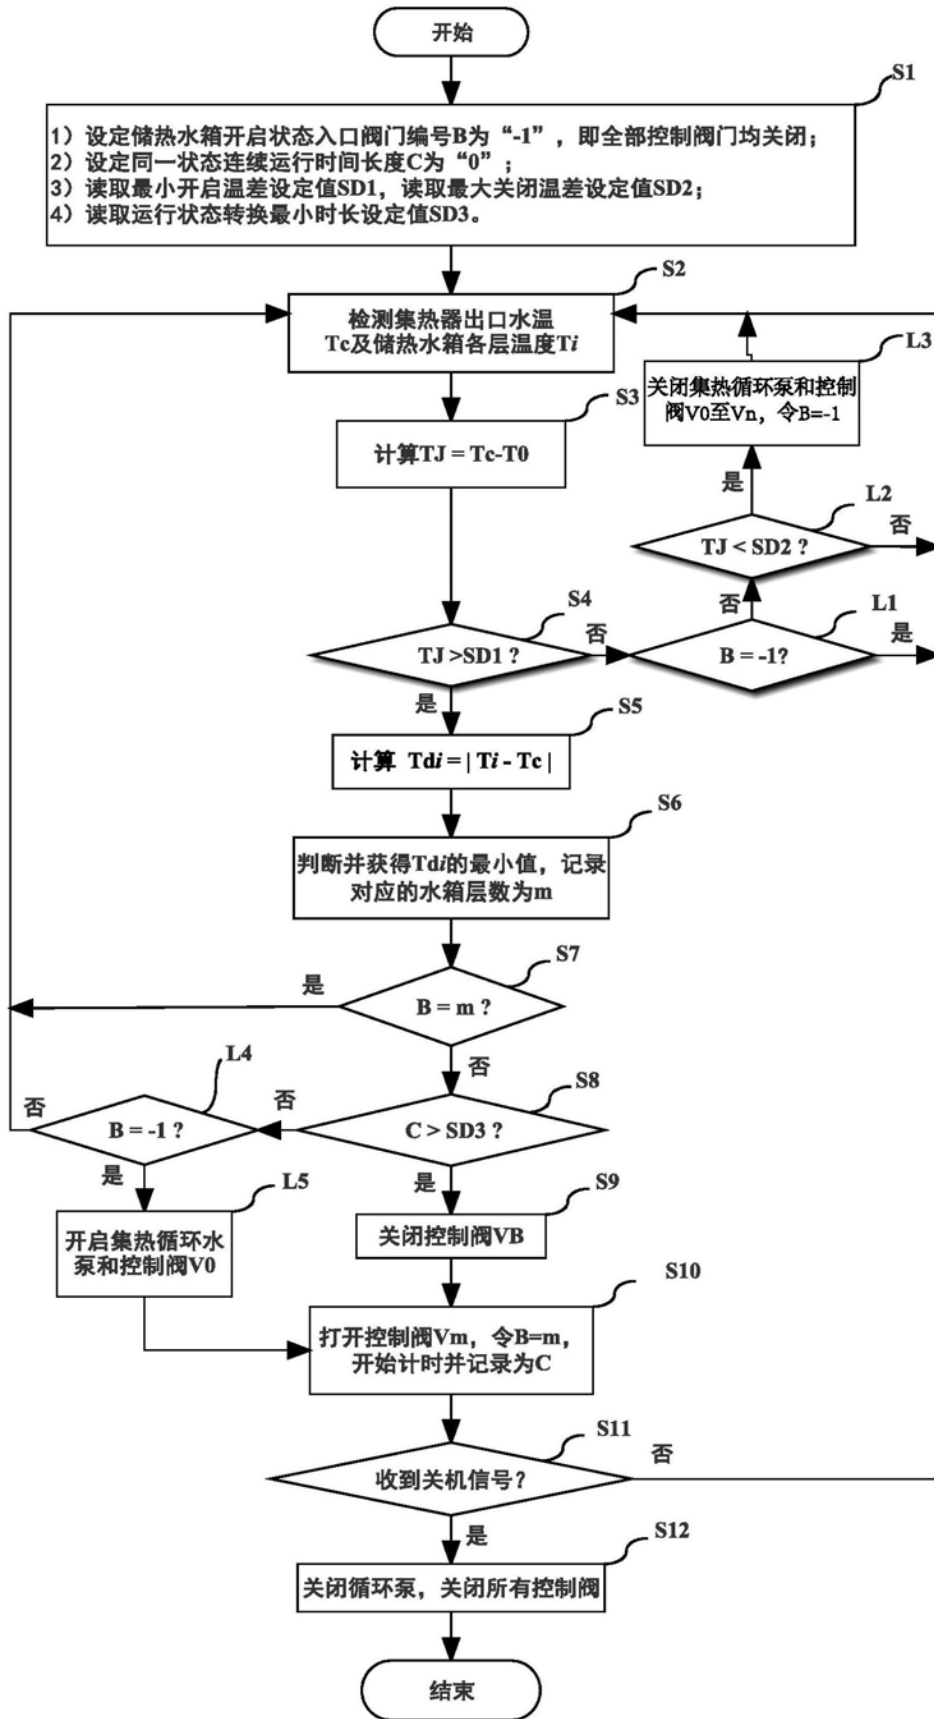 开始
S1
1）设定储热水箱开启状态入口阀门编号B为“-1”，即全部控制阀门均关闭；
2）设定同一状态连续运行时间长度C为“0”；
3）读取最小开启温差设定值SD1，读取最大关闭温差设定值SD2；
4）读取运行状态转换最小时长设定值SD3。
S2
检测集热器出口水温
Tc及储热水箱各层温度Ti
L3
关闭集热循环泵和控制
阀V0至Vn，令B=-1
S3
计算TJ = Tc-T0
是
L2
TJ < SD2 ?
否
否
L1
S4
TJ >SD1 ?
否
B = -1?
是
是
S5
计算 Tdi = | Ti - Tc |
S6
判断并获得Tdi的最小值，记录
对应的水箱层数为m
S7
是
B = m ?
否
L4
S8
否
B = -1 ?
否
C > SD3 ?
是
是
L5
S9
开启集热循环水
泵和控制阀V0
关闭控制阀VB
S10
打开控制阀Vm，令B=m，
开始计时并记录为C
S11
收到关机信号？
否
是
S12
关闭循环泵，关闭所有控制阀
结束